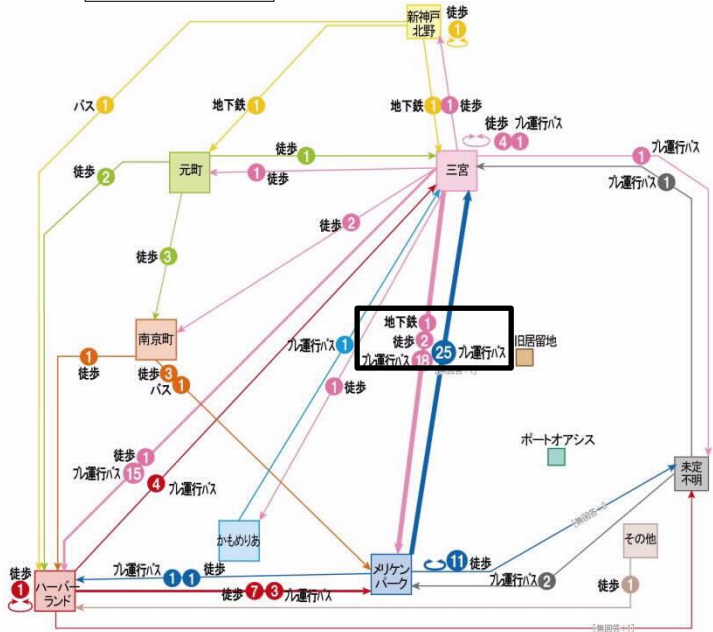 新神戸
北野
徒歩
1
バス 1
地下鉄 1
地下鉄 1 1 徒歩
徒歩 プレ運行バス
4 1
徒歩 1
1 プレ運行バス
元町
三宮
徒歩
2
1
徒歩
プレ運行バス 1
徒歩 2
徒歩 3
地下鉄 1
徒歩 2
プレ運行バス 18
25 プレ運行バス
旧居留地
南京町
プレ運行バス 1
1
徒歩
徒歩 3
バス 1
1 徒歩
徒歩 1
プレ運行バス 15
4 プレ運行バス
ポートオアシス
未定
不明
かもめりあ
その他
メリケン
パーク
11 徒歩
プレ運行バス 1 1 徒歩
プレ運行バス 2
徒歩
1
ハーバー
ランド
徒歩 7 3 プレ運行バス
徒歩 1
[無回答+1]